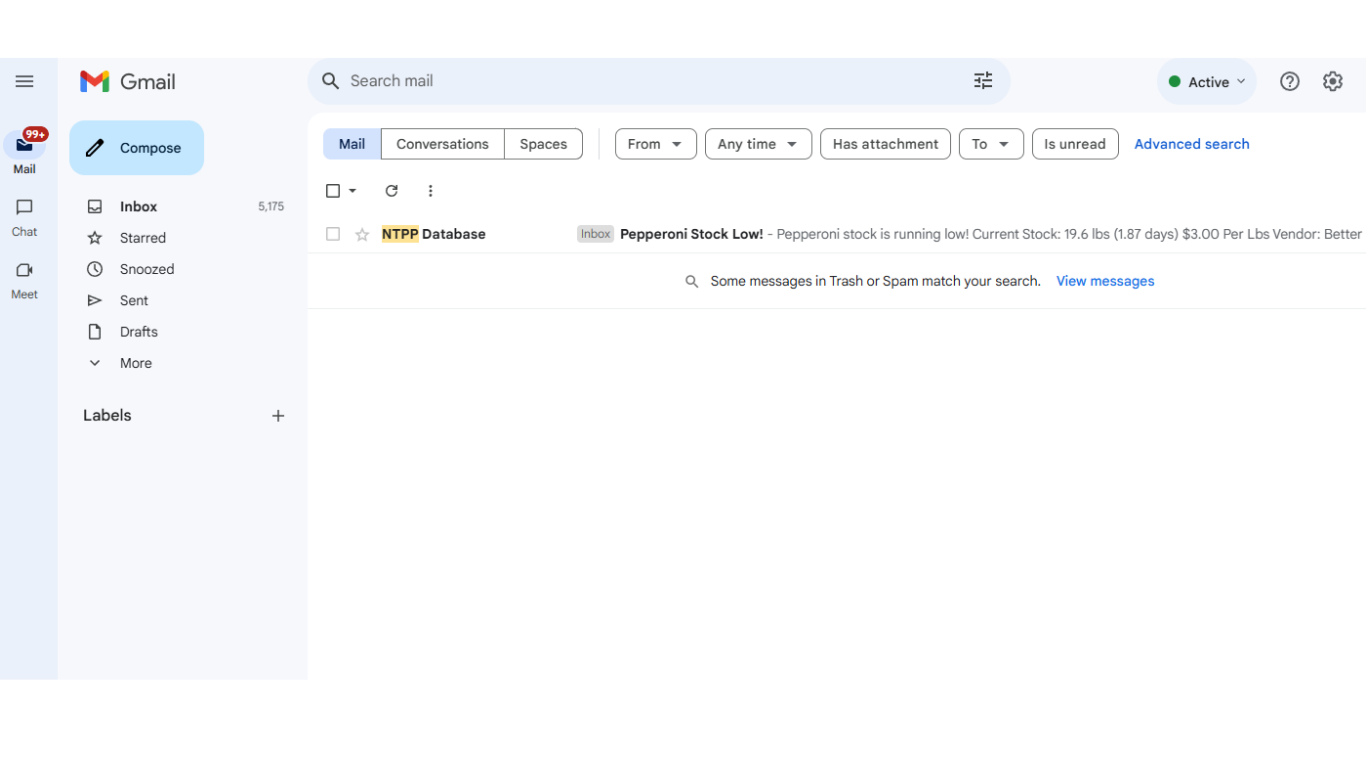 Gmail
Search mail
Active
99+
Mail
Chat
Meet
Compose
Inbox 5,175
Starred
Snoozed
Sent
Drafts
More
Labels
Mail Conversations Spaces From Any time Has attachment To Is unread Advanced search
NTPP Database Inbox Pepperoni Stock Low! - Pepperoni stock is running low! Current Stock: 19.6 lbs (1.87 days) $3.00 Per Lbs Vendor: Better
Some messages in Trash or Spam match your search. View messages